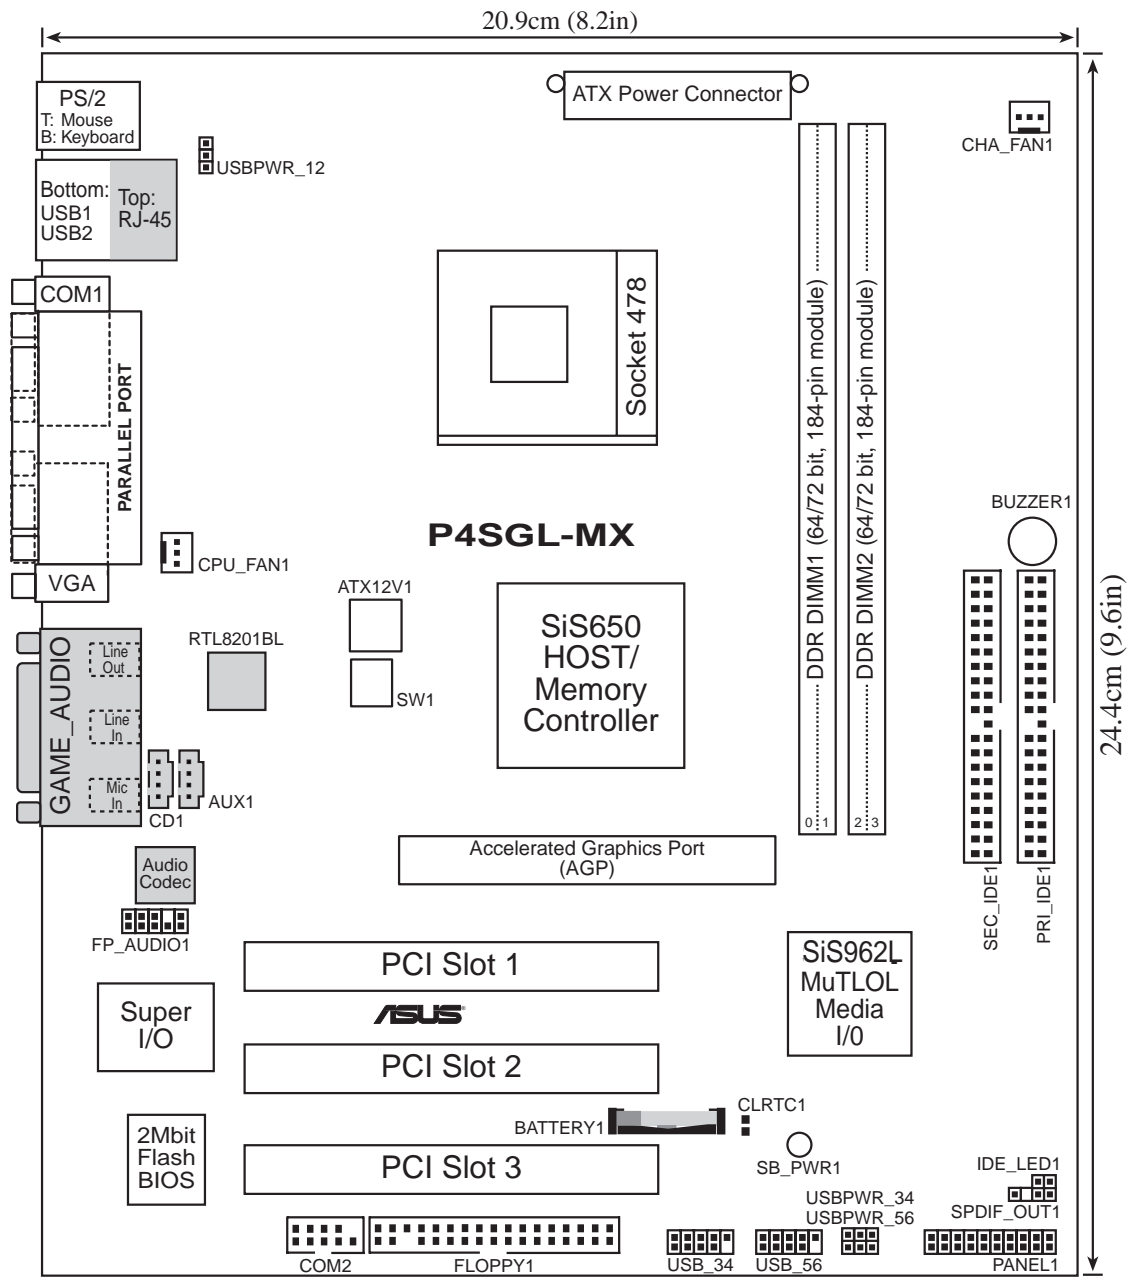 20.9cm (8.2in)
PS/2
T: Mouse
B: Keyboard
USBPWR_12
ATX Power Connector
CHA_FAN1
Bottom:
USB1
USB2
Top:
RJ-45
COM1
PARALLEL PORT
VGA
Socket 478
DDR DIMM1 (64/72 bit, 184-pin module)
DDR DIMM2 (64/72 bit, 184-pin module)
0 1
2 3
BUZZER1
24.4cm (9.6in)
P4SGL-MX
CPU_FAN1
ATX12V1
SW1
RTL8201BL
SiS650
HOST/
Memory
Controller
GAME_AUDIO
Line
Out
Line
In
Mic
In
CD1
AUX1
Accelerated Graphics Port
(AGP)
SEC_IDE1
PRI_IDE1
Audio
Codec
FP_AUDIO1
PCI Slot 1
SiS962L
MuTLOL
Media
I/0
Super
I/O
ASUS
PCI Slot 2
BATTERY1
CLRTC1
2Mbit
Flash
BIOS
PCI Slot 3
SB_PWR1
IDE_LED1
SPDIF_OUT1
USBPWR_34
USBPWR_56
COM2
FLOPPY1
USB_34
USB_56
PANEL1